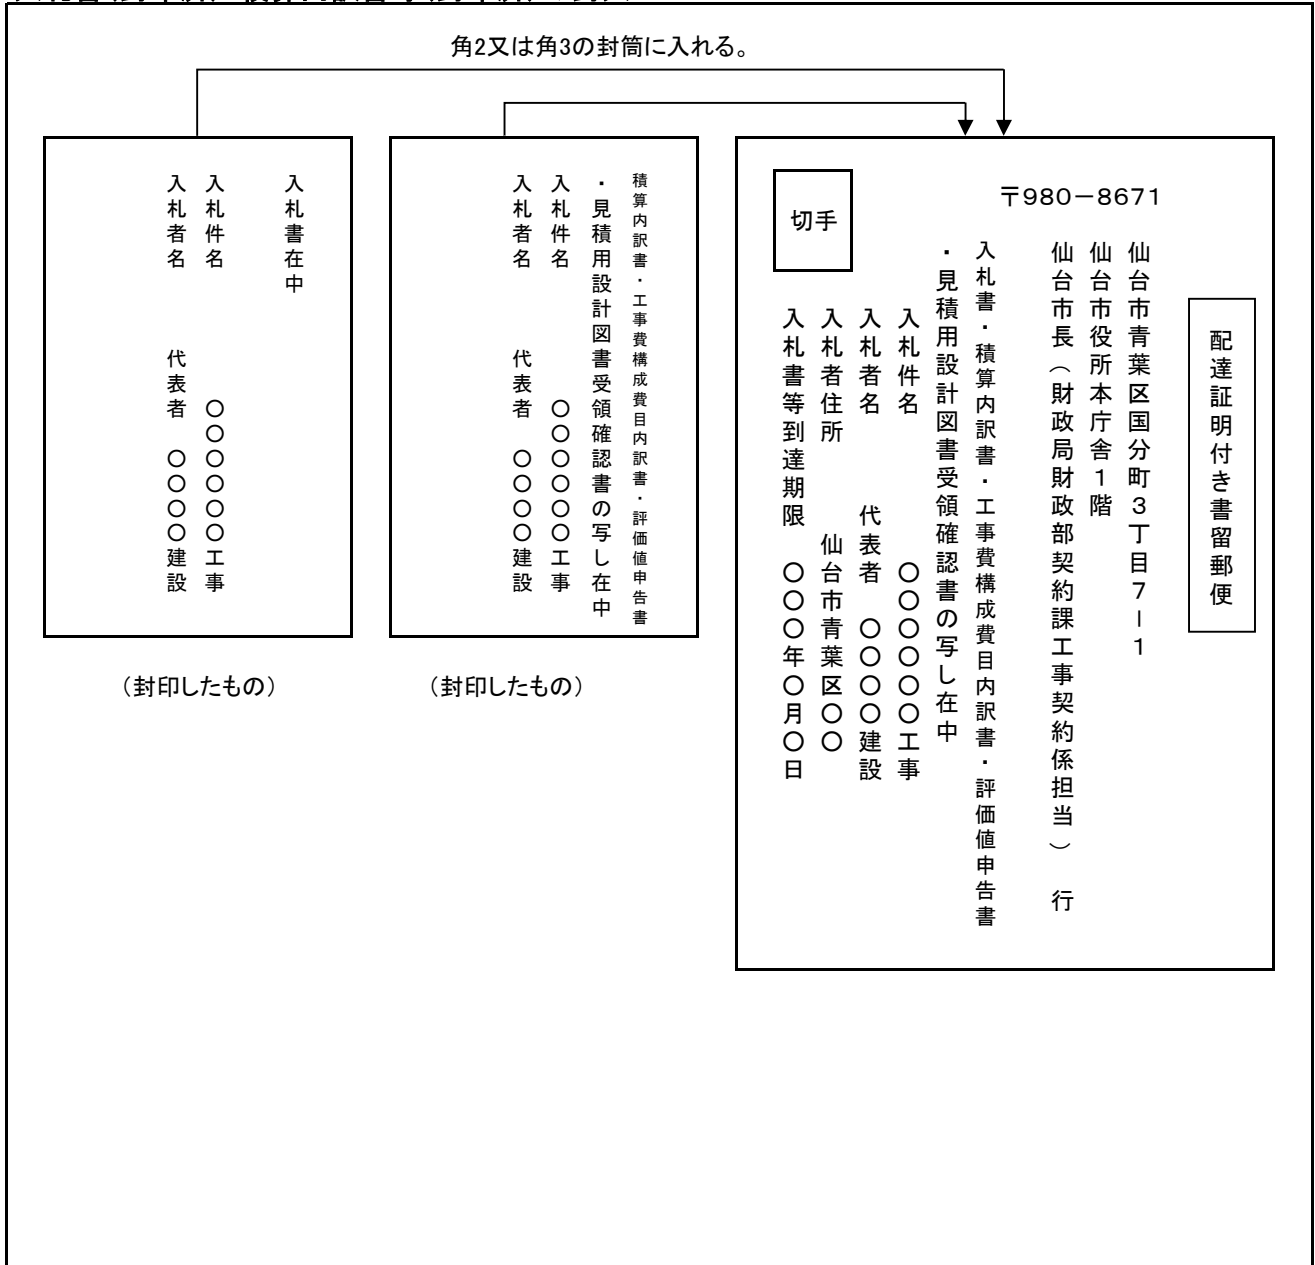 角2又は角3の封筒に入れる。
入札書在中
入札件名 〇〇〇〇〇〇工事
入札者名 代表者 〇〇〇〇建設
（封印したもの）
積算内訳書・工事費構成費目内訳書・評価値申告書
・見積用設計図書受領確認書の写し在中
入札件名 〇〇〇〇〇〇工事
入札者名 代表者 〇〇〇〇建設
（封印したもの）
配達証明付き書留郵便
〒980－8671
仙台市青葉区国分町３丁目７－１
仙台市役所本庁舎１階
仙台市長（財政局財政部契約課工事契約係担当） 行
入札書・積算内訳書・工事費構成費目内訳書・評価値申告書
・見積用設計図書受領確認書の写し在中
入札件名 〇〇〇〇〇〇工事
入札者名 代表者 〇〇〇〇建設
入札者住所 仙台市青葉区〇〇
入札書等到達期限 〇〇〇年〇月〇日
切手